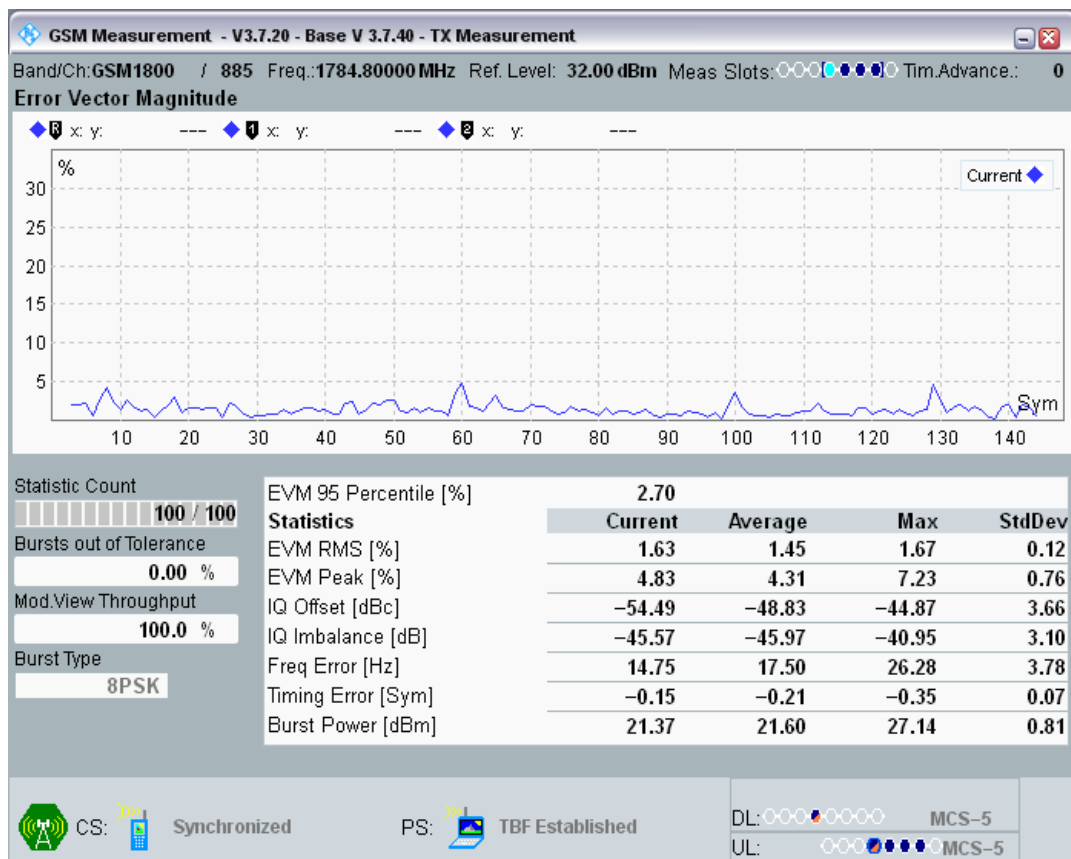 GSM Measurement - V3.7.20 - Base V 3.7.40 - TX Measurement
Band/Ch:GSM1800 / 885 Freq.:1784.80000 MHz Ref. Level: 32.00 dBm Meas Slots: Tim.Advance.: 0
Error Vector Magnitude
R x: y: --- 1 x: y: --- 2 x: y: ---
%
Current
30
25
20
15
10
5
Sym
10 20 30 40 50 60 70 80 90 100 110 120 130 140
Statistic Count
100 / 100
Bursts out of Tolerance
0.00 %
Mod.View Throughput
100.0 %
Burst Type
8PSK
EVM 95 Percentile [%] 2.70
Statistics Current Average Max StdDev
EVM RMS [%] 1.63 1.45 1.67 0.12
EVM Peak [%] 4.83 4.31 7.23 0.76
IQ Offset [dBc] −54.49 −48.83 −44.87 3.66
IQ Imbalance [dB] −45.57 −45.97 −40.95 3.10
Freq Error [Hz] 14.75 17.50 26.28 3.78
Timing Error [Sym] −0.15 −0.21 −0.35 0.07
Burst Power [dBm] 21.37 21.60 27.14 0.81
CS: Synchronized PS: TBF Established
DL: MCS−5
UL: MCS−5